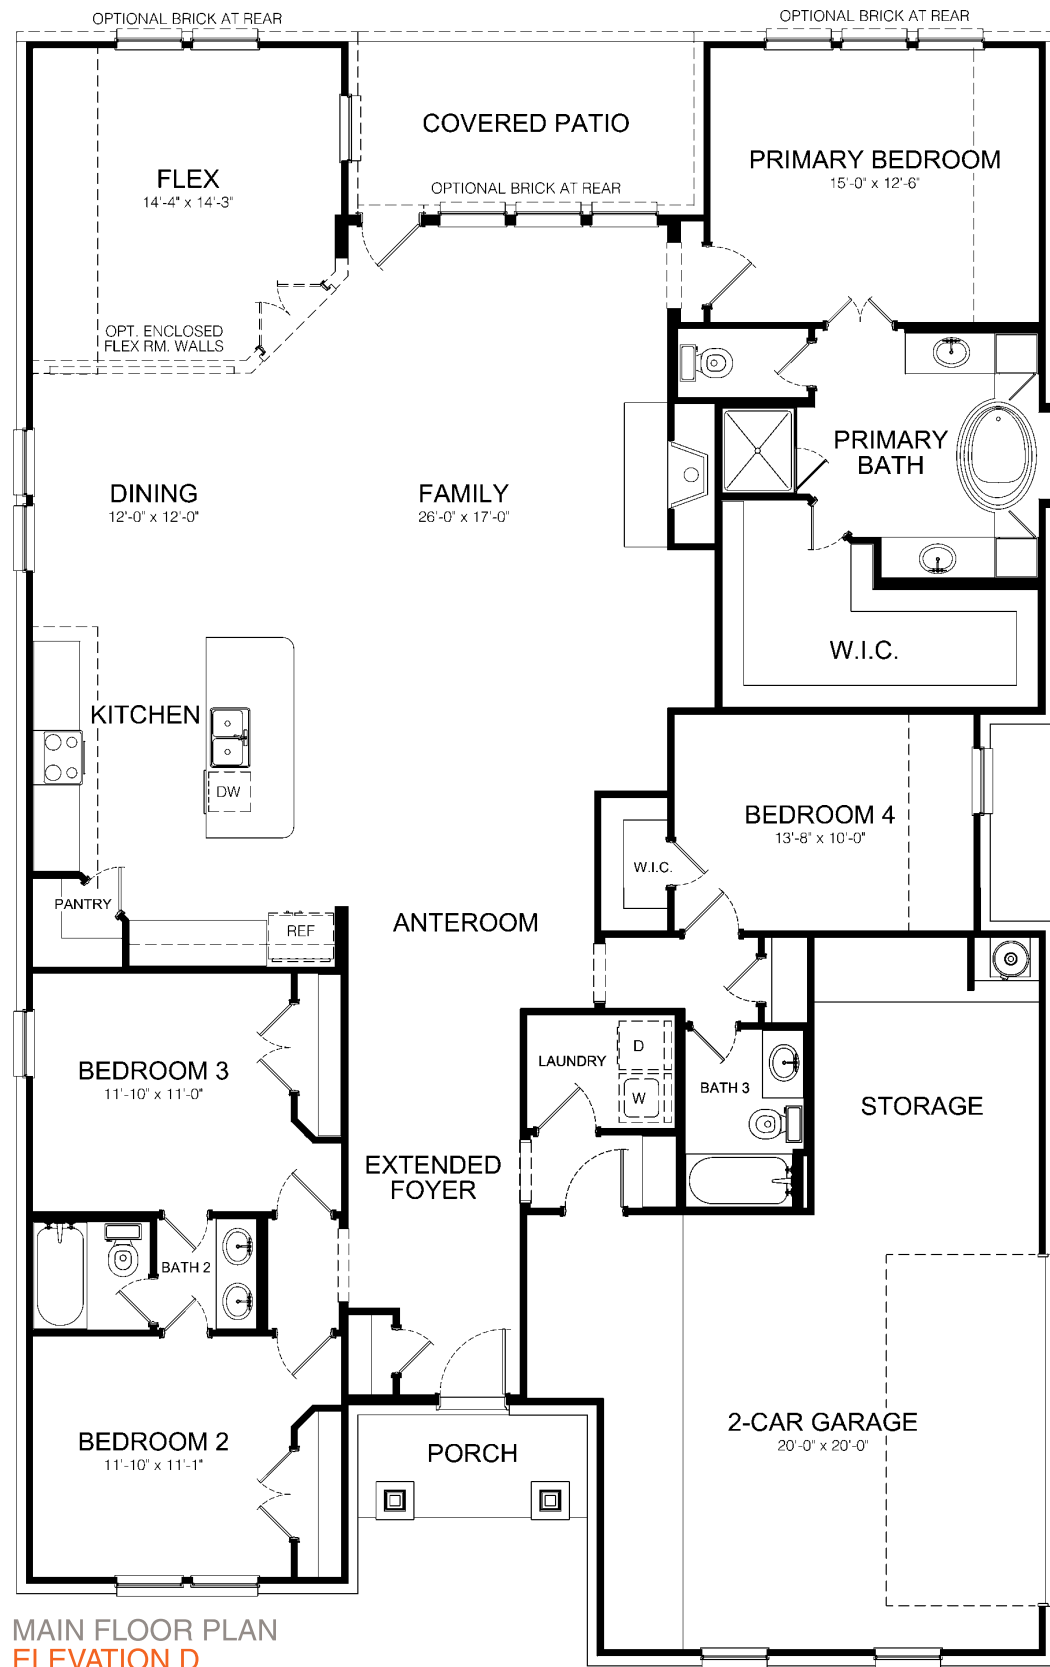 OPTIONAL BRICK AT REAR
OPTIONAL BRICK AT REAR
COVERED PATIO
PRIMARY BEDROOM
15'-0" x 12'-6"
FLEX
14'-4" x 14'-3"
OPTIONAL BRICK AT REAR
OPT. ENCLOSED
FLEX RM. WALLS
PRIMARY
BATH
DINING
12'-0" x 12'-0"
FAMILY
26'-0" x 17'-0"
W.I.C.
KITCHEN
DW
BEDROOM 4
13'-8" x 10'-0"
W.I.C.
PANTRY
REF
ANTEROOM
BEDROOM 3
11'-10" x 11'-0"
LAUNDRY
D
W
BATH 3
STORAGE
EXTENDED
FOYER
BATH 2
BEDROOM 2
11'-10" x 11'-1"
PORCH
2-CAR GARAGE
20'-0" x 20'-0"
MAIN FLOOR PLAN
ELEVATION D